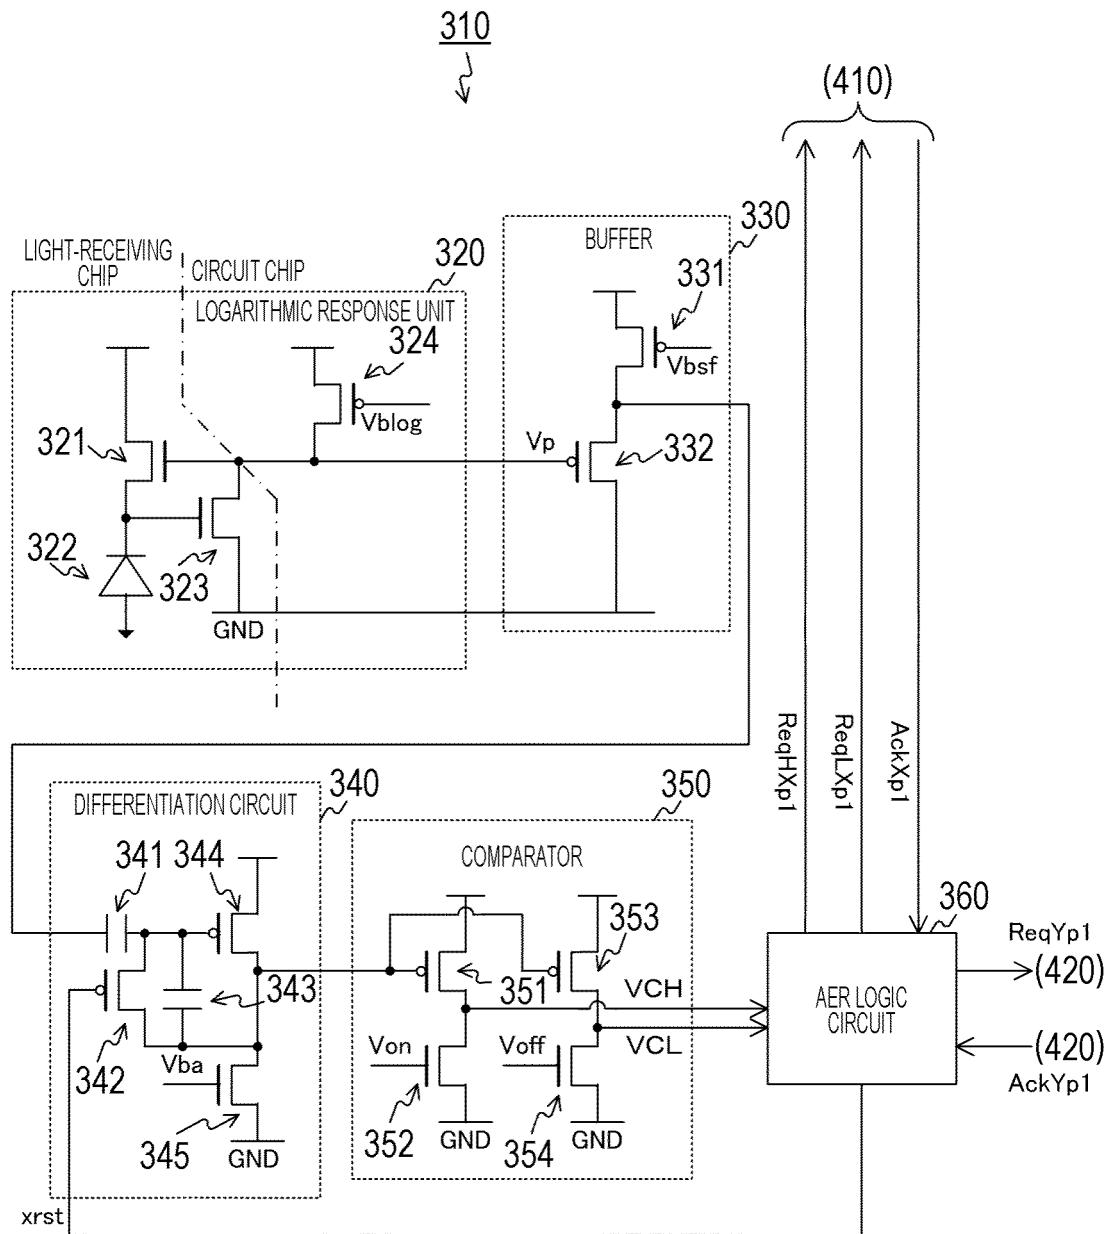 310
(410)
330
BUFFER
LIGHT-RECEIVING
CHIP
CIRCUIT CHIP
320
LOGARITHMIC RESPONSE UNIT
331
324
Vbsf
Vblog
321
Vp
332
322
323
GND
ReqHXp1
ReqLXp1
AckXp1
340
DIFFERENTIATION CIRCUIT
350
341
344
COMPARATOR
353
360
ReqYp1
(420)
351
343
VCH
AER LOGIC
CIRCUIT
Von
Voff
VCL
(420)
AckYp1
342
Vba
352
GND
354
GND
345
GND
xrst